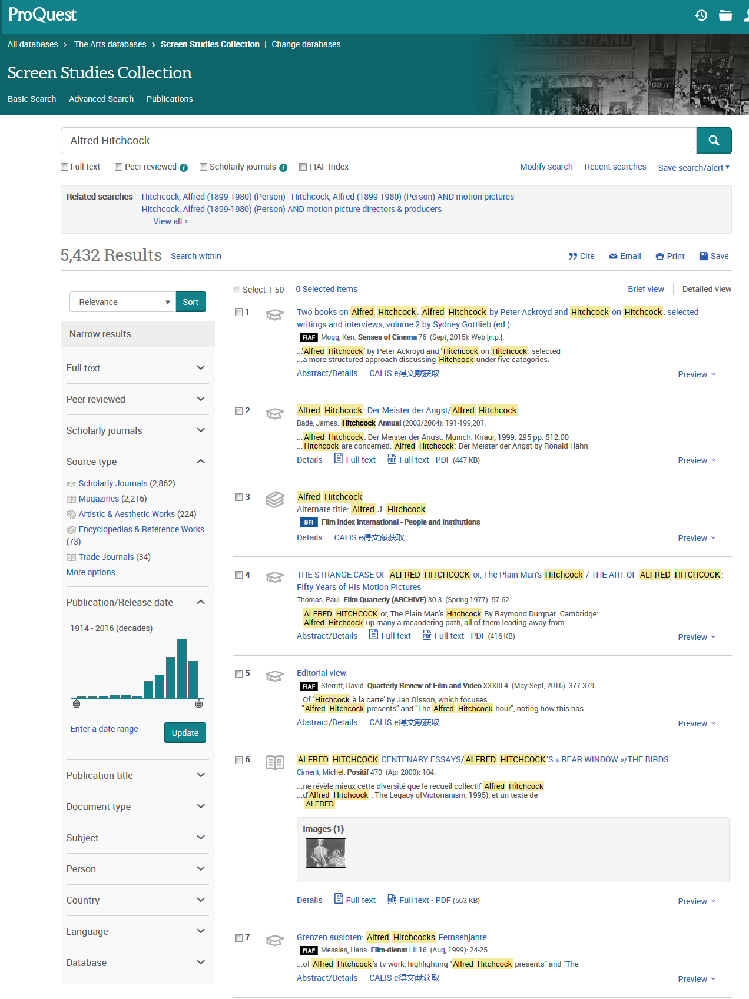 ProQuest
All databases > The Arts databases > Screen Studies Collection | Change databases
Screen Studies Collection
Basic Search Advanced Search Publications
Alfred Hitchcock
Full text Peer reviewed Scholarly journals FIAF Index Modify search Recent searches Save search/alert
Related searches Hitchcock, Alfred (1899-1980) (Person) Hitchcock, Alfred (1899-1980) (Person) AND motion pictures
Hitchcock, Alfred (1899-1980) (Person) AND motion picture directors & producers
View all >
5,432 Results Search within Cite Email Print Save
Relevance Sort
Narrow results
Full text
Peer reviewed
Scholarly journals
Source type
Scholarly Journals (2,862)
Magazines (2,216)
Artistic & Aesthetic Works (224)
Encyclopedias & Reference Works
(73)
Trade Journals (34)
More options...
Publication/Release date
1914 - 2016 (decades)
Enter a date range Update
Publication title
Document type
Subject
Person
Country
Language
Database
Select 1-50 0 Selected items Brief view Detailed view
1 Two books on Alfred Hitchcock: Alfred Hitchcock by Peter Ackroyd and Hitchcock on Hitchcock: selected
writings and interviews, volume 2 by Sydney Gottlieb (ed.).
FIAF Mogg, Ken. Senses of Cinema 76 (Sept, 2015): Web [n.p.].
...'Alfred Hitchcock' by Peter Ackroyd and 'Hitchcock on Hitchcock: selected
...a more structured approach discussing Hitchcock under five categories.
Abstract/Details CALIS e得文献获取 Preview
2 Alfred Hitchcock: Der Meister der Angst/Alfred Hitchcock
Bade, James. Hitchcock Annual (2003/2004): 191-199,201.
...Alfred Hitchcock: Der Meister der Angst. Munich: Knaur, 1999. 295 pp. $12.00
...Hitchcock are concerned. Alfred Hitchcock: Der Meister der Angst by Ronald Hahn
Details Full text PDF Full text - PDF (447 KB) Preview
3 Alfred Hitchcock
Alternate title: Alfred J. Hitchcock
BFI Film Index International - People and Institutions
Details CALIS e得文献获取 Preview
4 THE STRANGE CASE OF ALFRED HITCHCOCK or, The Plain Man's Hitchcock / THE ART OF ALFRED HITCHCOCK:
Fifty Years of His Motion Pictures
Thomas, Paul. Film Quarterly (ARCHIVE) 30.3 (Spring 1977): 57-62.
...ALFRED HITCHCOCK or, The Plain Man's Hitchcock By Raymond Durgnat. Cambridge:
...Alfred Hitchcock up many a meandering path, all of them leading away from
Abstract/Details Full text PDF Full text - PDF (416 KB) Preview
5 Editorial view.
FIAF Sterritt, David. Quarterly Review of Film and Video XXXIII.4 (May-Sept, 2016): 377-379.
...Of 'Hitchcock à la carte' by Jan Olsson, which focuses
..."Alfred Hitchcock presents" and "The Alfred Hitchcock hour", noting how this has
Abstract/Details CALIS e得文献获取 Preview
6 ALFRED HITCHCOCK CENTENARY ESSAYS/ALFRED HITCHCOCK'S « REAR WINDOW »/THE BIRDS
Ciment, Michel. Positif 470 (Apr 2000): 104.
...ne révèle mieux cette diversité que le recueil collectif Alfred Hitchcock
...d'Alfred Hitchcock : The Legacy ofVictorianism, 1995), et un texte de
... ALFRED
Images (1)
Details Full text PDF Full text - PDF (563 KB) Preview
7 Grenzen ausloten: Alfred Hitchcocks Fernsehjahre.
FIAF Messias, Hans. Film-dienst LII.16 (Aug, 1999): 24-25.
...of Alfred Hitchcock's tv work, highlighting "Alfred Hitchcock presents" and "The
Abstract/Details CALIS e得文献获取 Preview